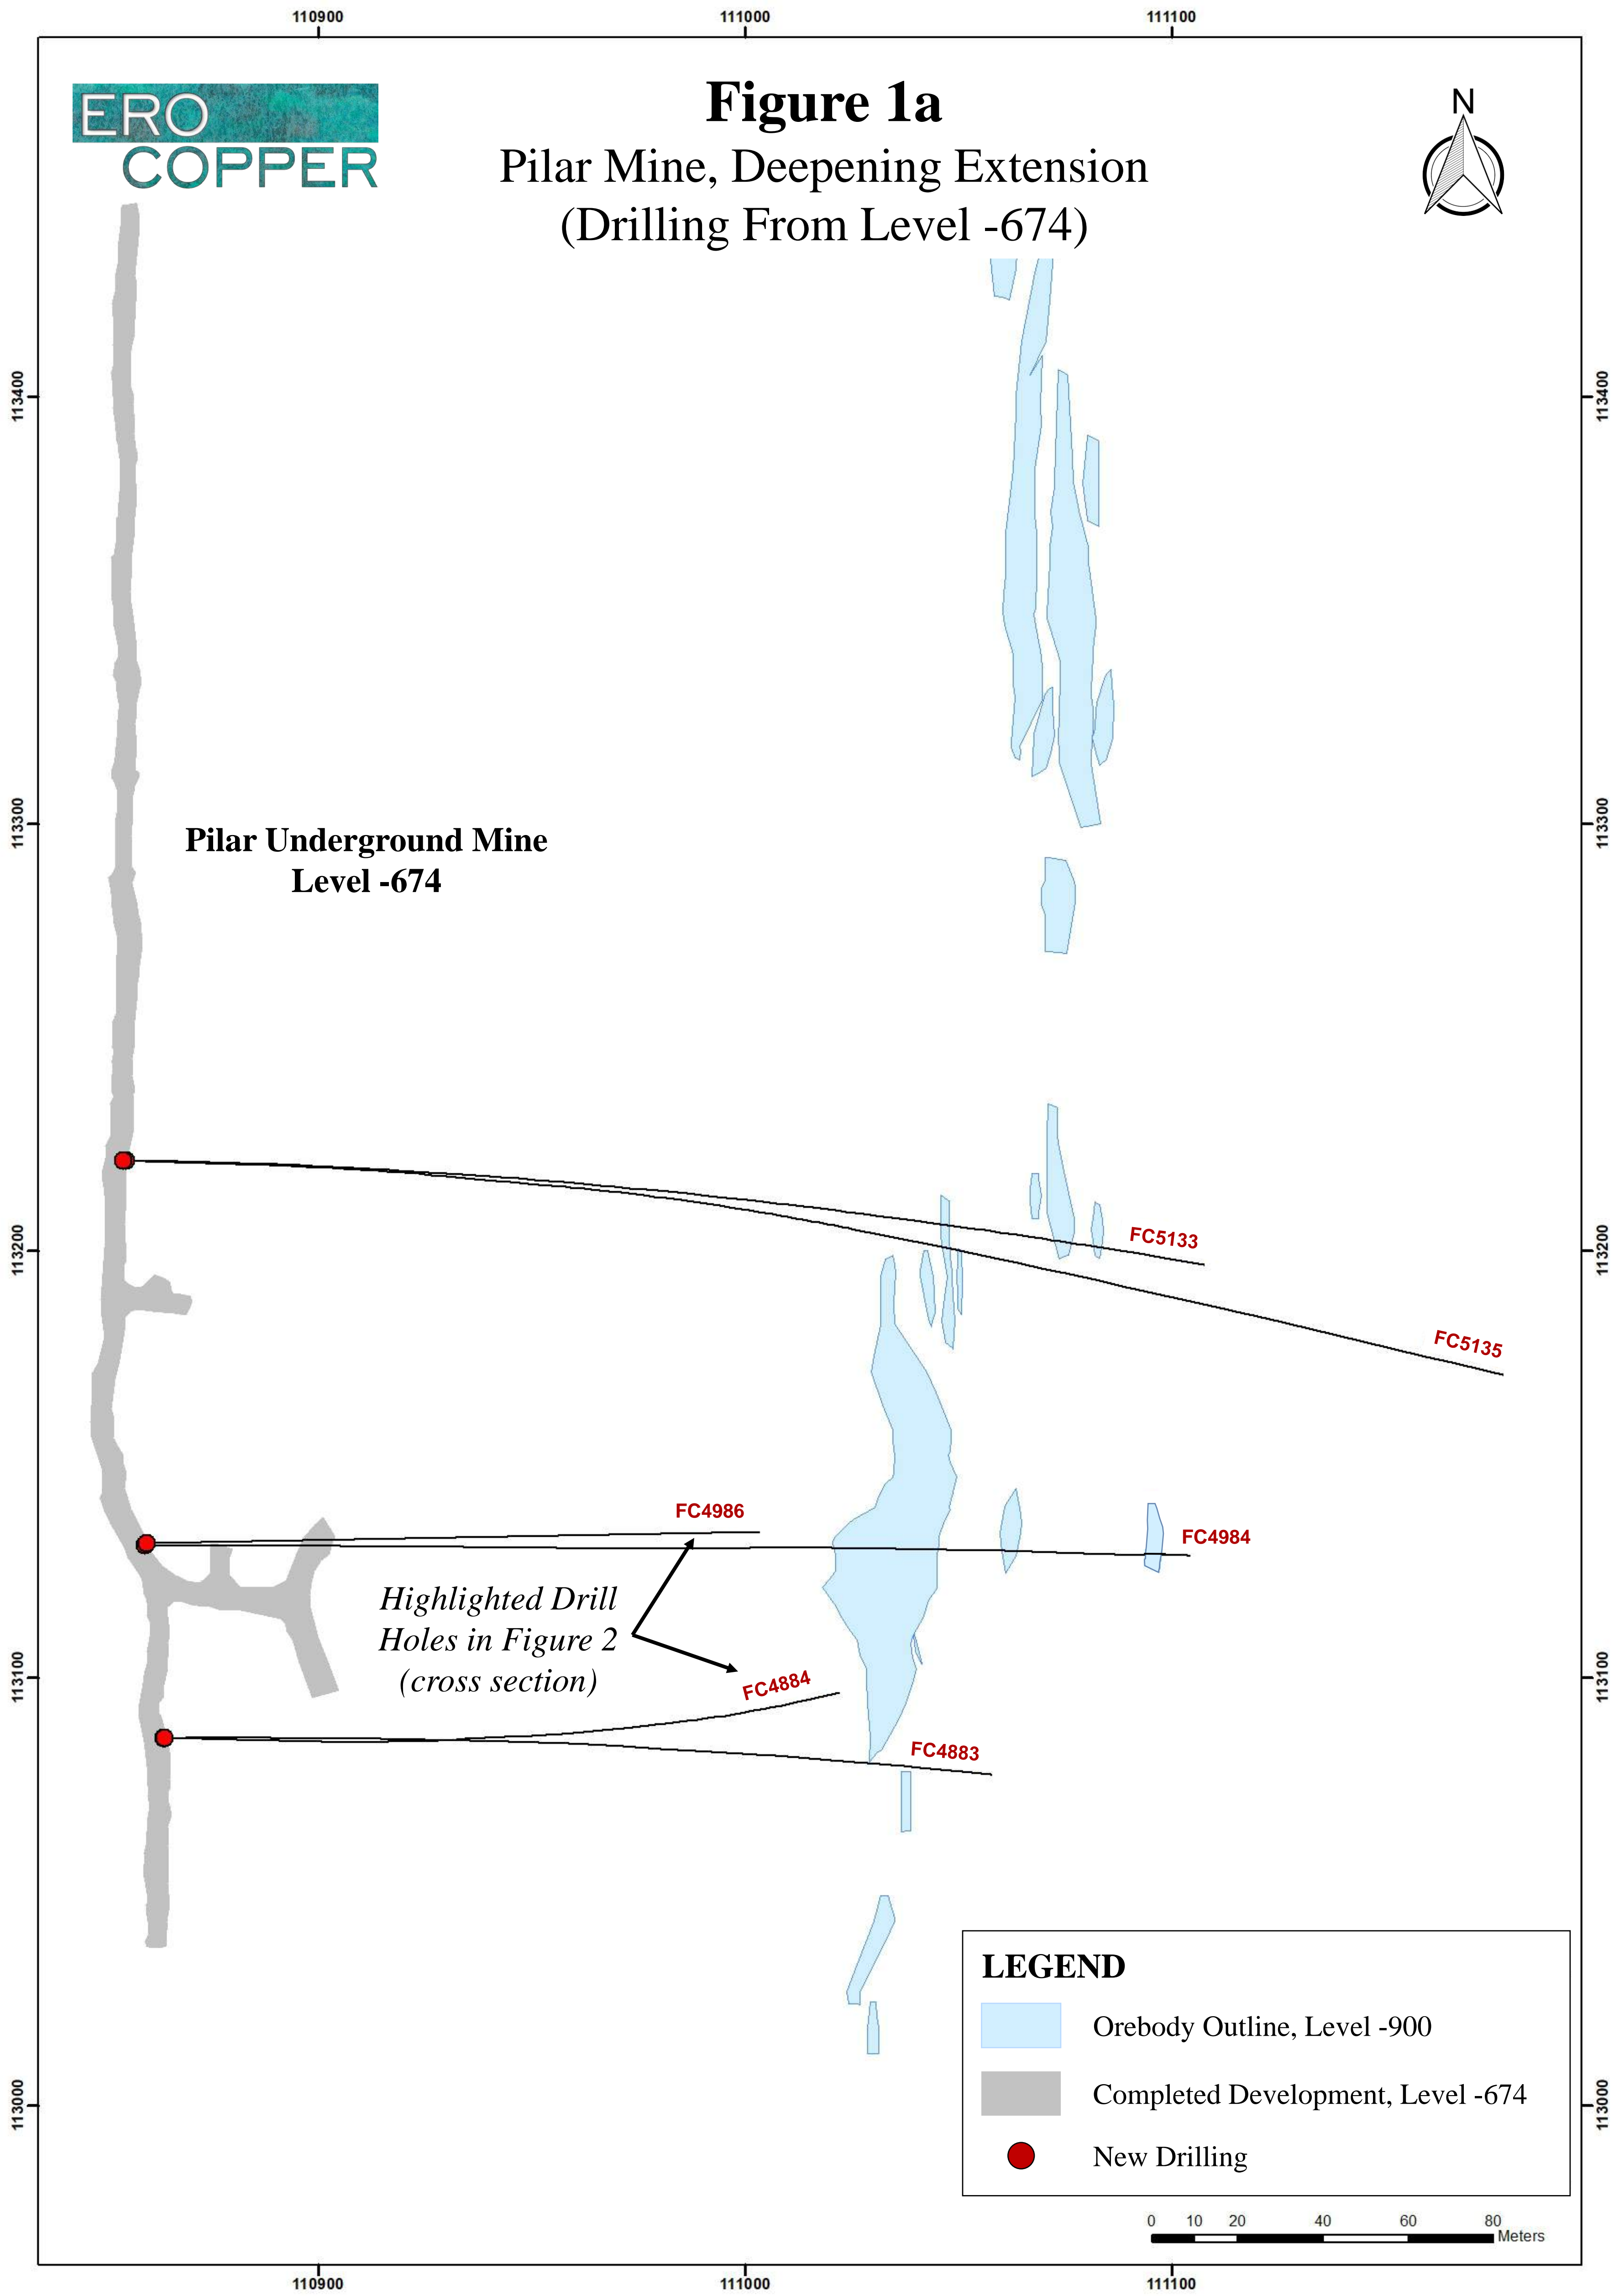 110900
111000
111100
ERO
COPPER
Figure 1a
Pilar Mine, Deepening Extension
(Drilling From Level -674)
N
113400
113400
113300
113300
Pilar Underground Mine
Level -674
113200
113200
FC5133
FC5135
FC4986
FC4984
Highlighted Drill
Holes in Figure 2
(cross section)
113100
113100
FC4884
FC4883
LEGEND
Orebody Outline, Level -900
Completed Development, Level -674
New Drilling
113000
113000
0 10 20 40 60 80
Meters
110900
111000
111100